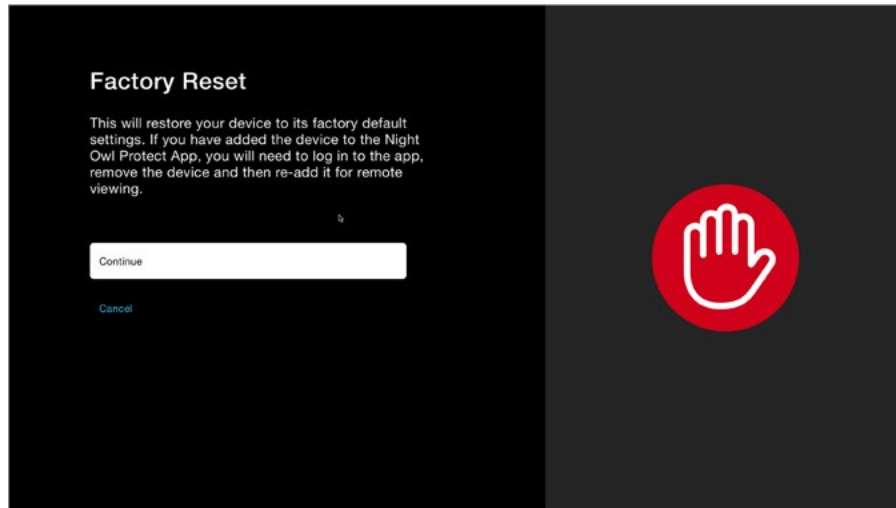 Factory Reset
This will restore your device to its factory default
settings. If you have added the device to the Night
Owl Protect App, you will need to log in to the app,
remove the device and then re-add it for remote
viewing.
Continue
Cancel